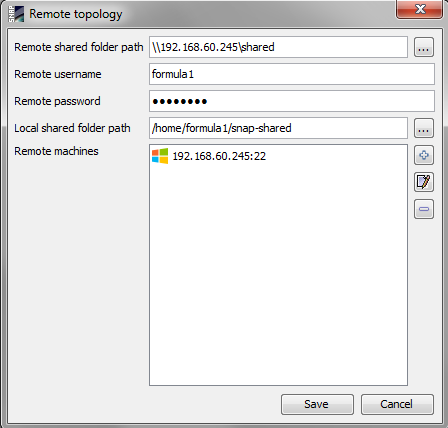 SNAP
Remote topology
Remote shared folder path \\192.168.60.245\shared ...
Remote username formula1
Remote password ●●●●●●●●
Local shared folder path /home/formula1/snap-shared ...
Remote machines 192.168.60.245:22
Save Cancel